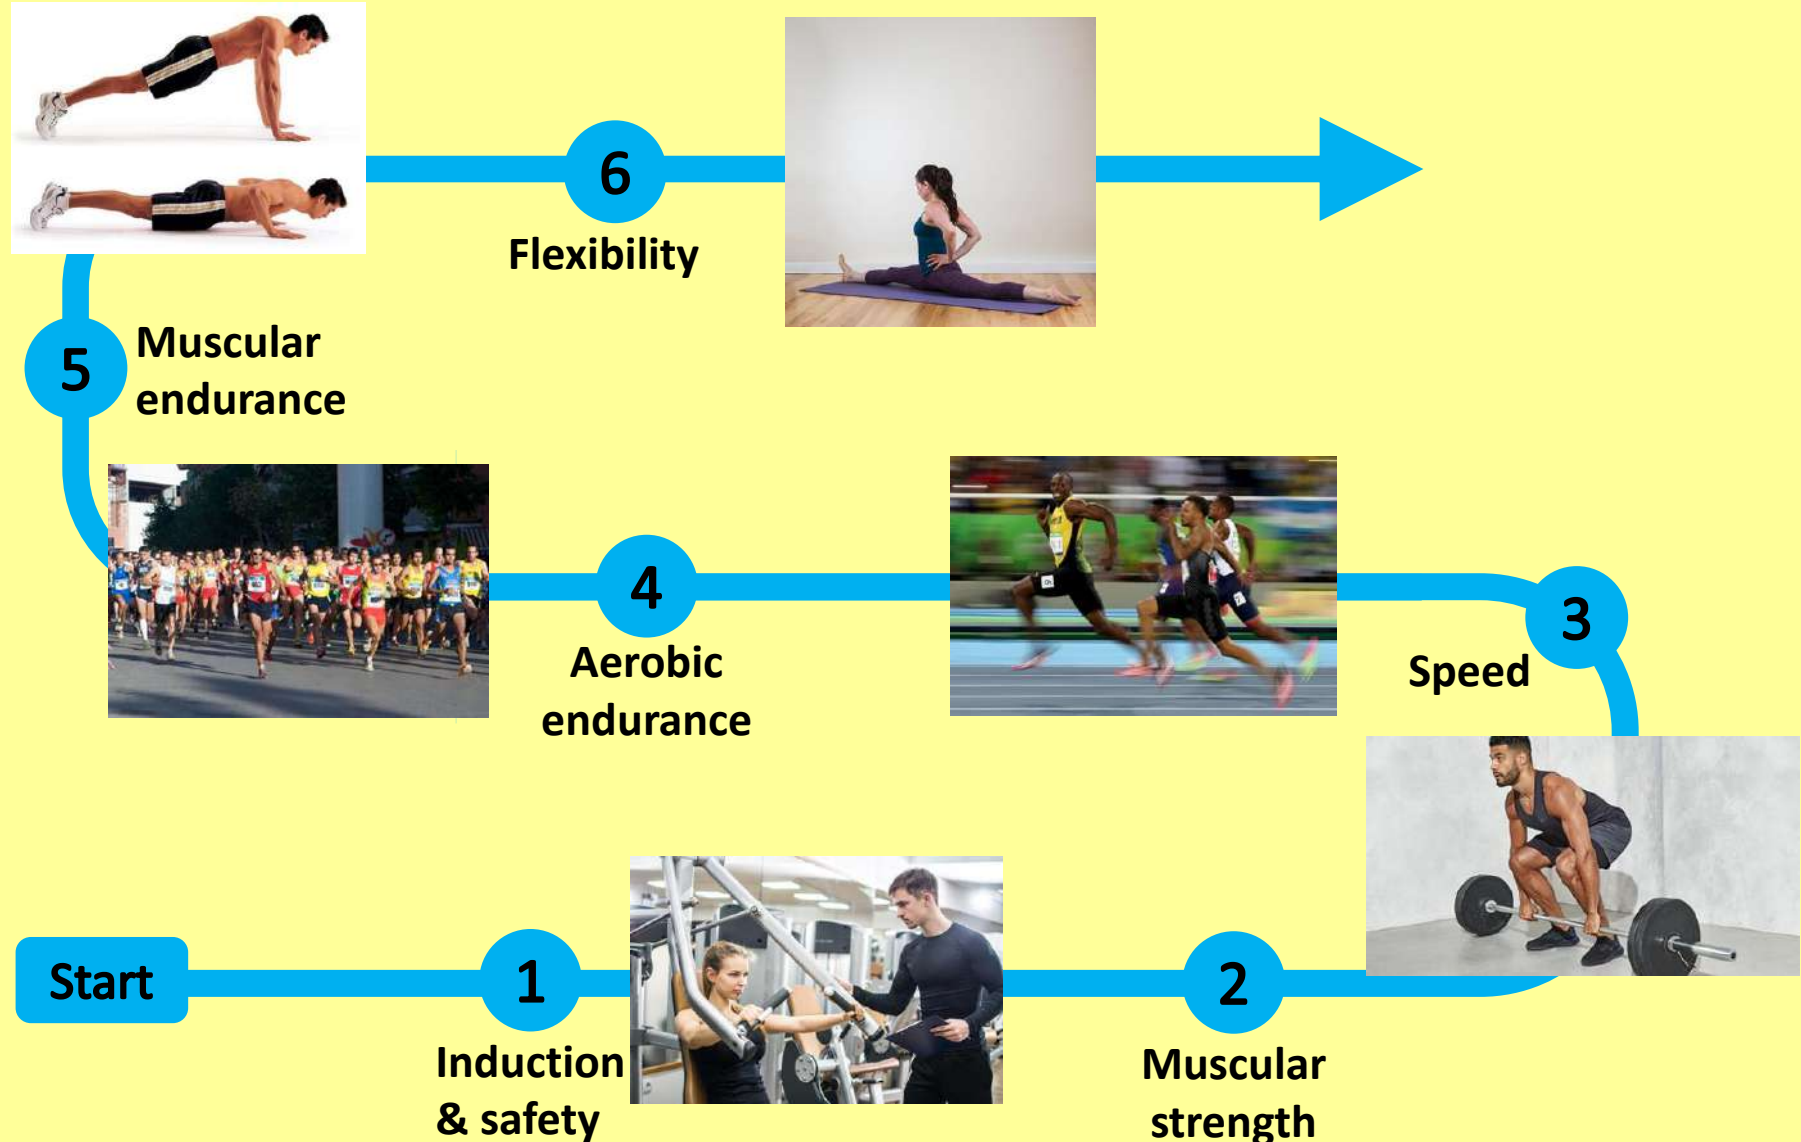 6
Flexibility
5
Muscular
endurance
4
Aerobic
endurance
3
Speed
Start
1
Induction
& safety
2
Muscular
strength